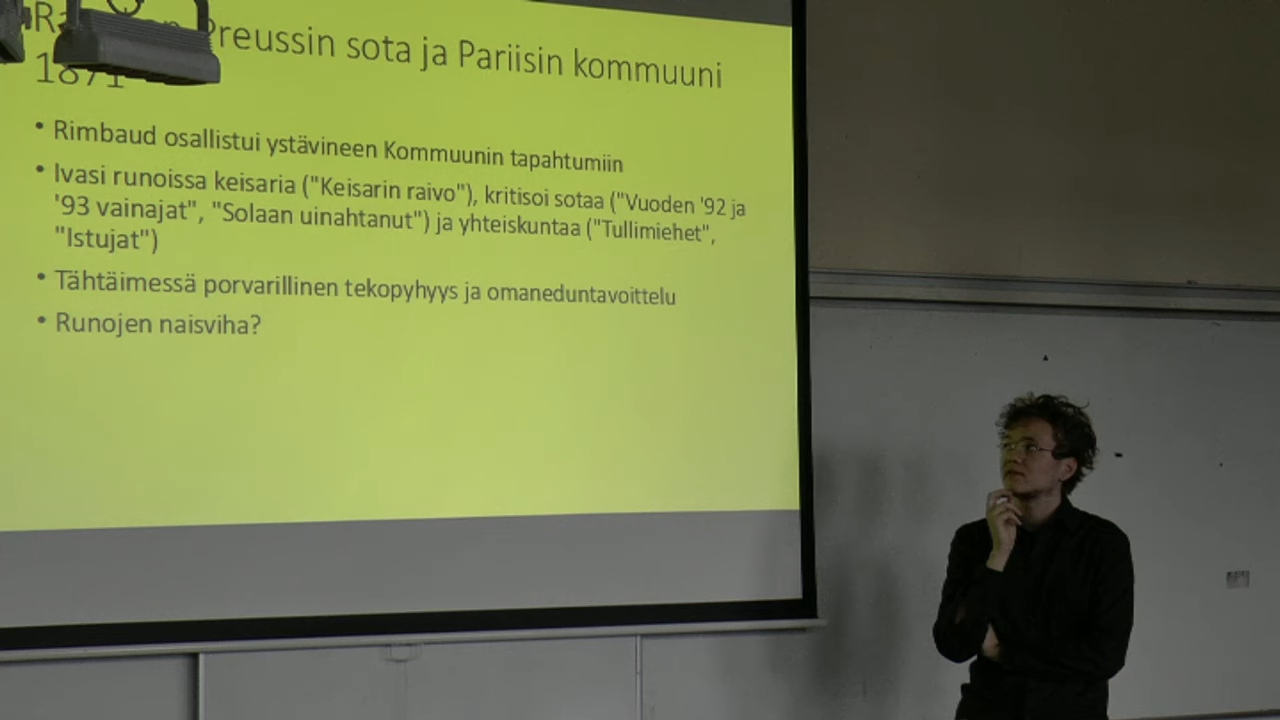 Preussin sota ja Pariisin kommuuni
1871
• Rimbaud osallistui ystävineen Kommuunin tapahtumiin
• Ivasi runoissa keisaria ("Keisarin raivo"), kritisoi sotaa ("Vuoden '92 ja
'93 vainajat", "Solaan uinahtanut") ja yhteiskuntaa ("Tullimiehet",
"Istujat")
• Tähtäimessä porvarillinen tekopyhyys ja omaneduntavoittelu
• Runojen naisviha?